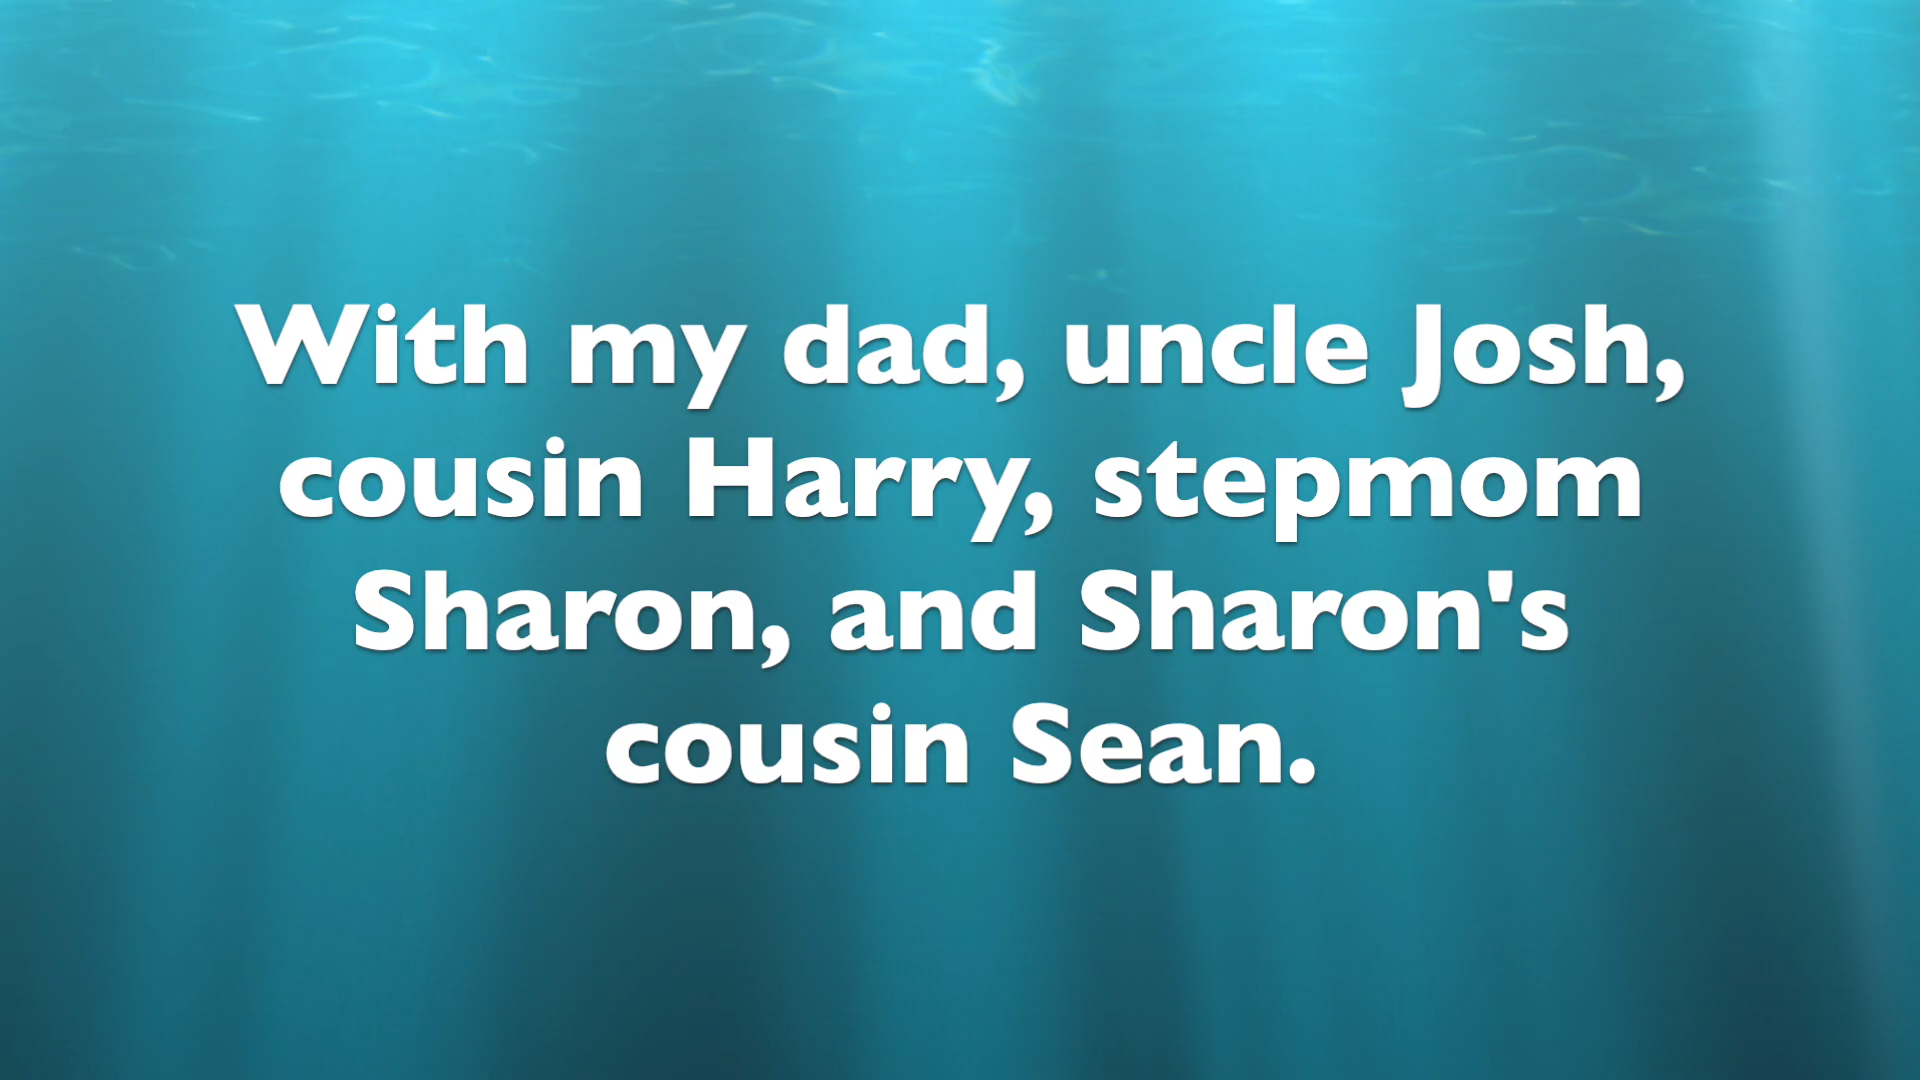 With my dad, uncle Josh,
cousin Harry, stepmom
Sharon, and Sharon's
cousin Sean.